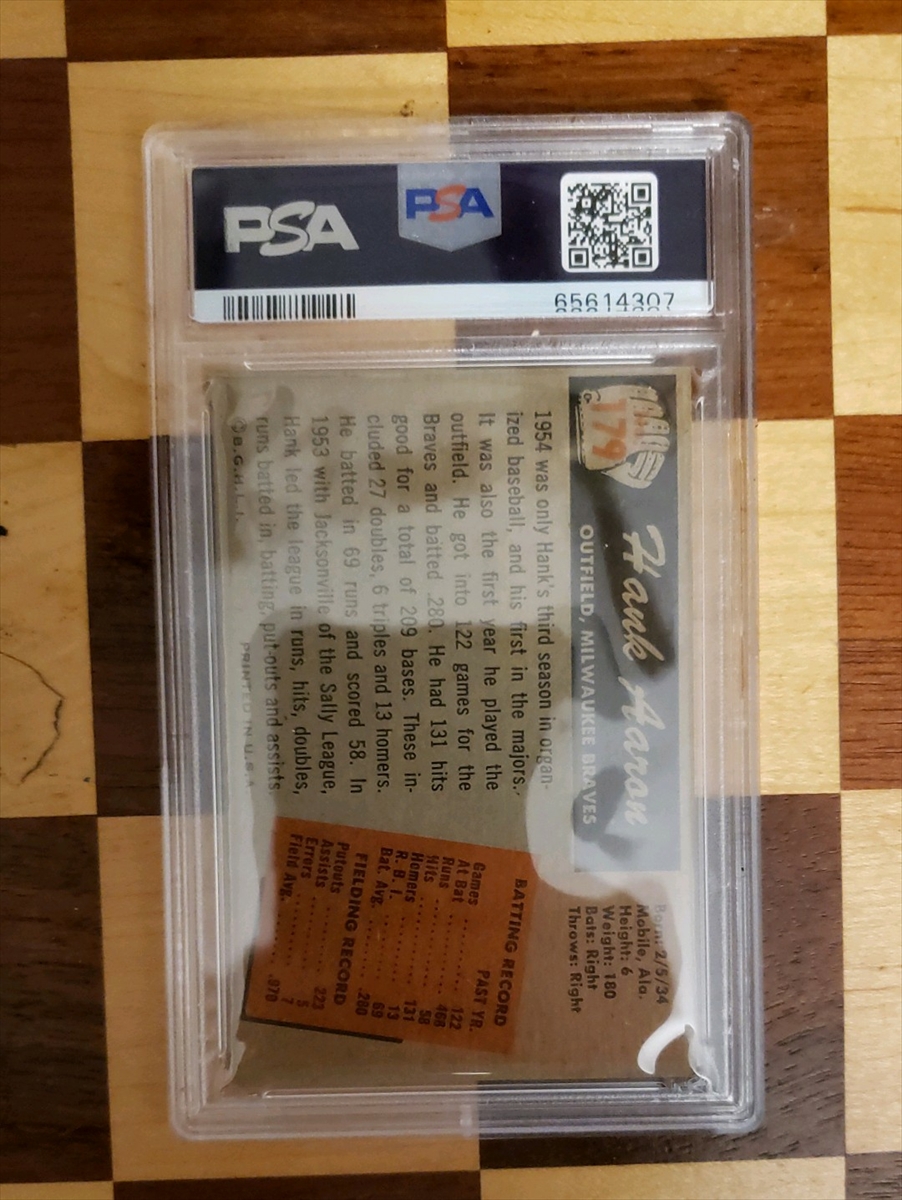 PSA
PSA
65614307
179
Hank Aaron
OUTFIELD, MILWAUKEE BRAVES
1954 was only Hank's third season in organ-
ized baseball, and his first in the majors.
It was also the first year he played the
outfield. He got into 122 games for the
Braves and batted .280. He had 131 hits
good for a total of 209 bases. These in-
cluded 27 doubles, 6 triples and 13 homers.
He batted in 69 runs and scored 58. In
1953 with Jacksonville of the Sally League,
Hank led the league in runs, hits, doubles,
runs batted in, batting, put-outs and assists.
©B.G.H.L.I.
PRINTED IN U.S.A.
Born: 2/5/34
Mobile, Ala.
Height: 6
Weight: 180
Bats: Right
Throws: Right
BATTING RECORD
PAST YR.
Games ........ 122
At Bat ........ 468
Runs ........ 58
Hits ........ 131
Homers ........ 13
R. B. I. ........ 69
Bat. Avg. ........ .280
FIELDING RECORD
Putouts ........ 223
Assists ........ 5
Errors ........ 7
Field Avg. ........ .970